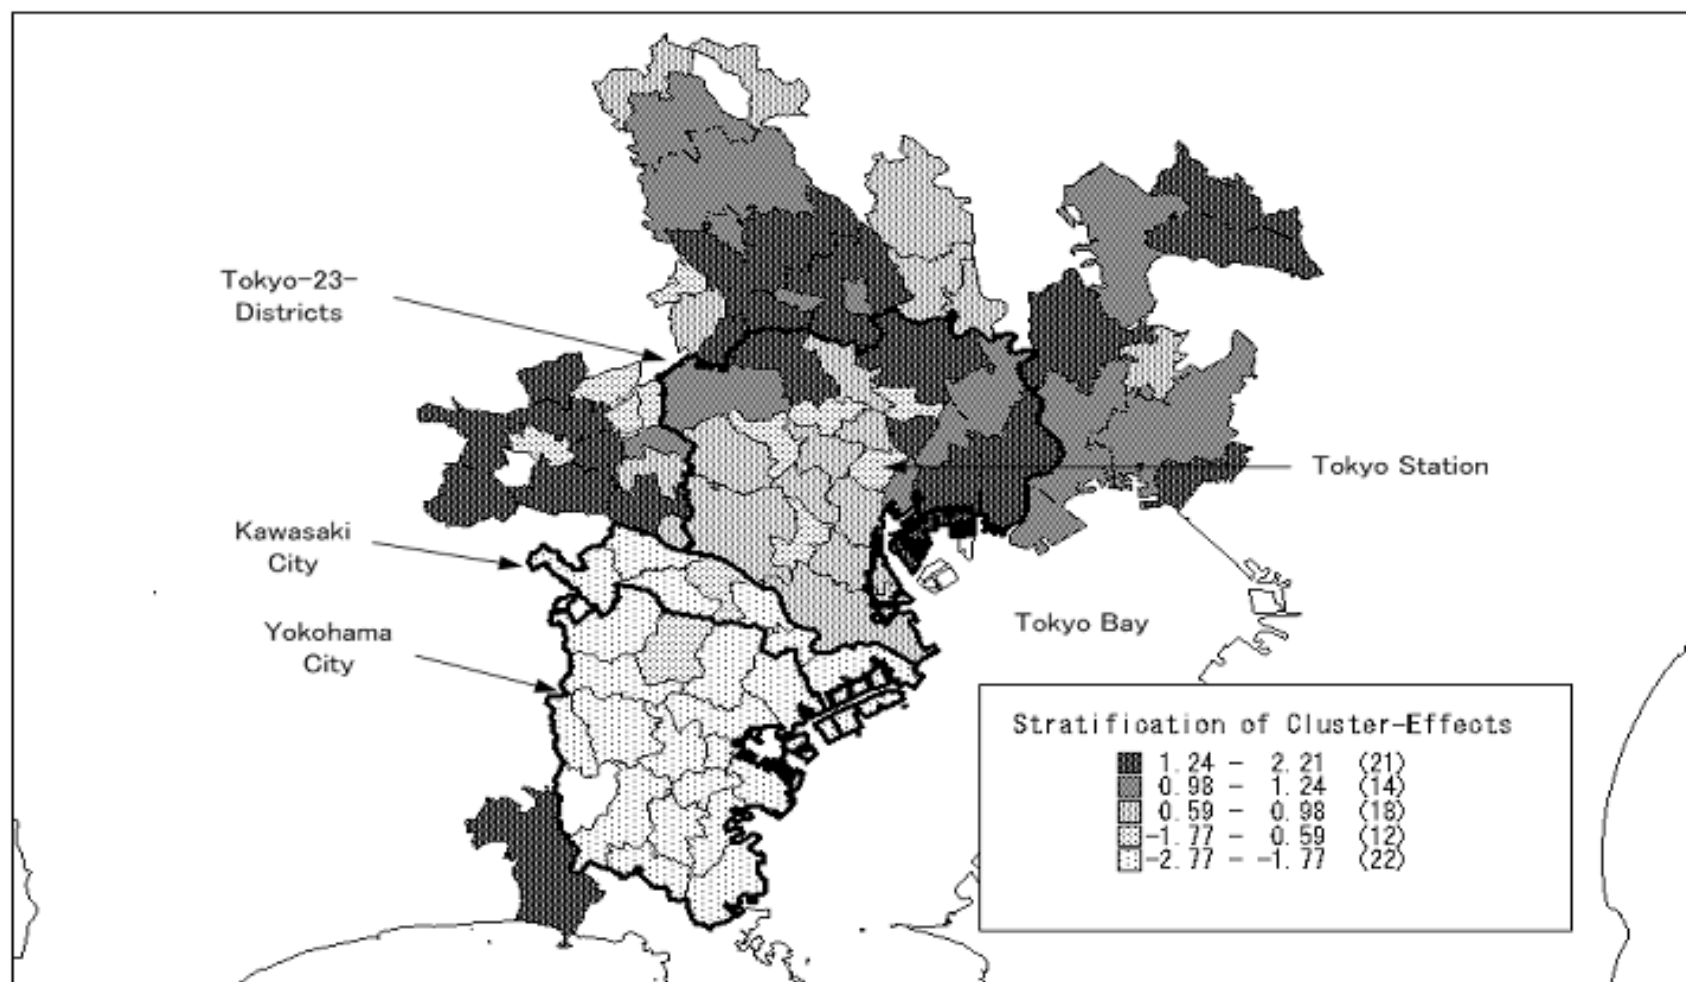 Tokyo-23-
Districts
Tokyo Station
Kawasaki
City
Yokohama
City
Tokyo Bay
Stratification of Cluster-Effects
1.24 - 2.21 (21)
0.98 - 1.24 (14)
0.59 - 0.98 (18)
-1.77 - 0.59 (12)
-2.77 - -1.77 (22)